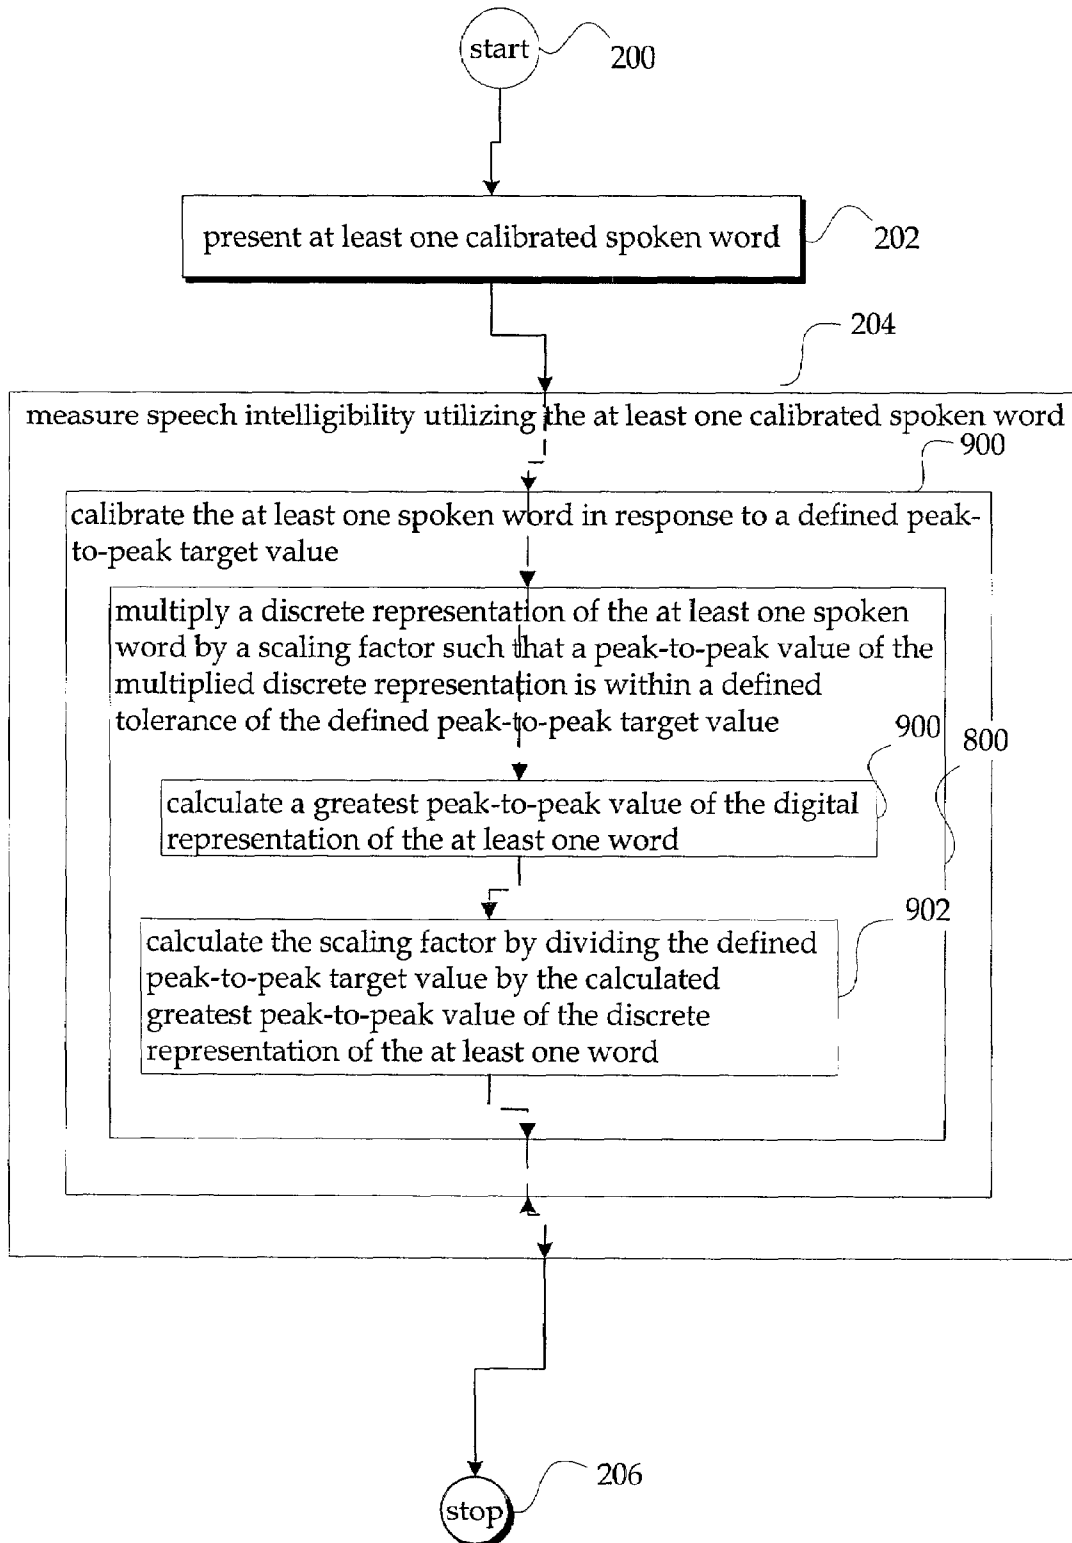 start
200
present at least one calibrated spoken word
202
204
measure speech intelligibility utilizing the at least one calibrated spoken word
900
calibrate the at least one spoken word in response to a defined peak-
to-peak target value
multiply a discrete representation of the at least one spoken
word by a scaling factor such that a peak-to-peak value of the
multiplied discrete representation is within a defined
tolerance of the defined peak-to-peak target value
900
800
calculate a greatest peak-to-peak value of the digital
representation of the at least one word
902
calculate the scaling factor by dividing the defined
peak-to-peak target value by the calculated
greatest peak-to-peak value of the discrete
representation of the at least one word
206
stop